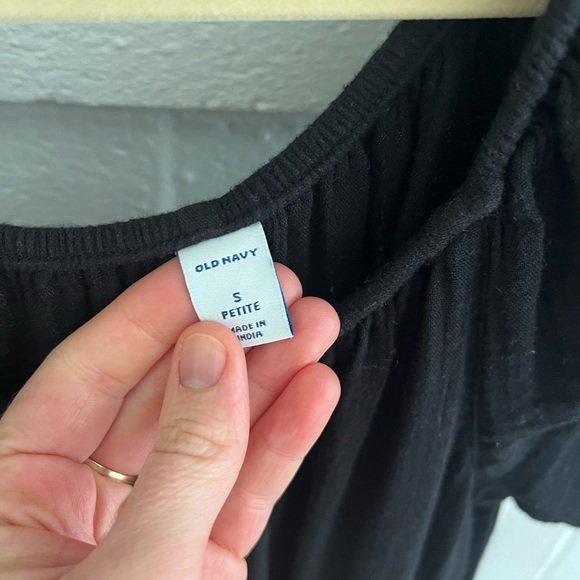 OLD NAVY
S
PETITE
MADE IN
INDIA